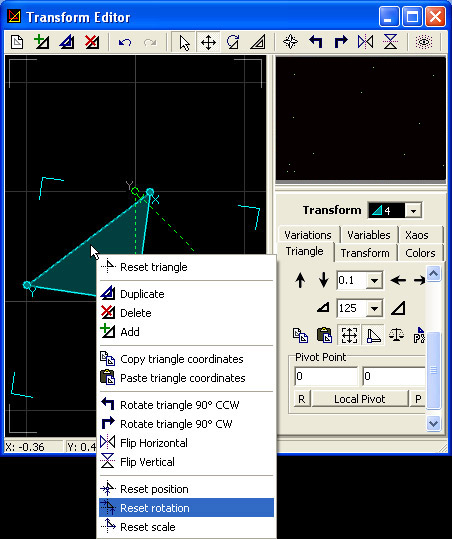 Transform Editor
Transform 4
Variations Variables Xaos
Triangle Transform Colors
0.1
125
Pivot Point
0 0
R Local Pivot P
Y
X
Y
Reset triangle
Duplicate
Delete
Add
Copy triangle coordinates
Paste triangle coordinates
Rotate triangle 90° CCW
Rotate triangle 90° CW
Flip Horizontal
Flip Vertical
Reset position
Reset rotation
Reset scale
X: -0.36 Y: 0.4